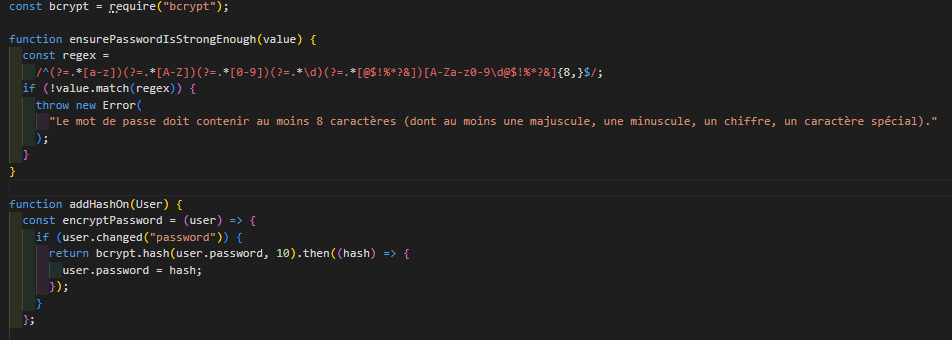 const bcrypt = require("bcrypt");
function ensurePasswordIsStrongEnough(value) {
const regex =
/^(?=.*[a-z])(?=.*[A-Z])(?=.*[0-9])(?=.*\d)(?=.*[@$!%*?&])[A-Za-z0-9\d@$!%*?&]{8,}$/;
if (!value.match(regex)) {
throw new Error(
"Le mot de passe doit contenir au moins 8 caractères (dont au moins une majuscule, une minuscule, un chiffre, un caractère spécial)."
);
}
}
function addHashOn(User) {
const encryptPassword = (user) => {
if (user.changed("password")) {
return bcrypt.hash(user.password, 10).then((hash) => {
user.password = hash;
});
}
};